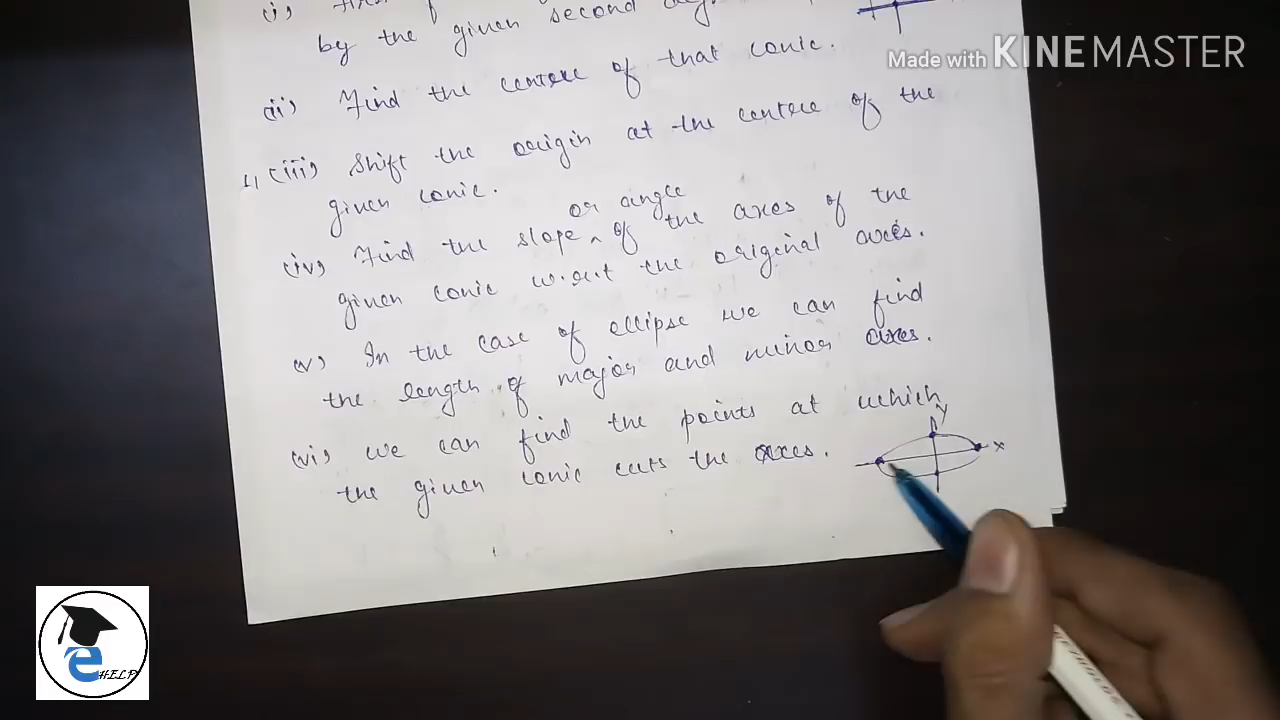 (i)
by the given second
(ii) Find the centre of that conic.
(iii) Shift the origin at the centre of the
given conic.
or angle
(iv) Find the slope ^ of the axes of the
given conic w.r.t the original axes.
(v) In the case of ellipse we can find
the length of major and minor axes.
(vi) we can find the points at which
the given conic cuts the axes.
Y
X
Made with KINEMASTER
e HELP